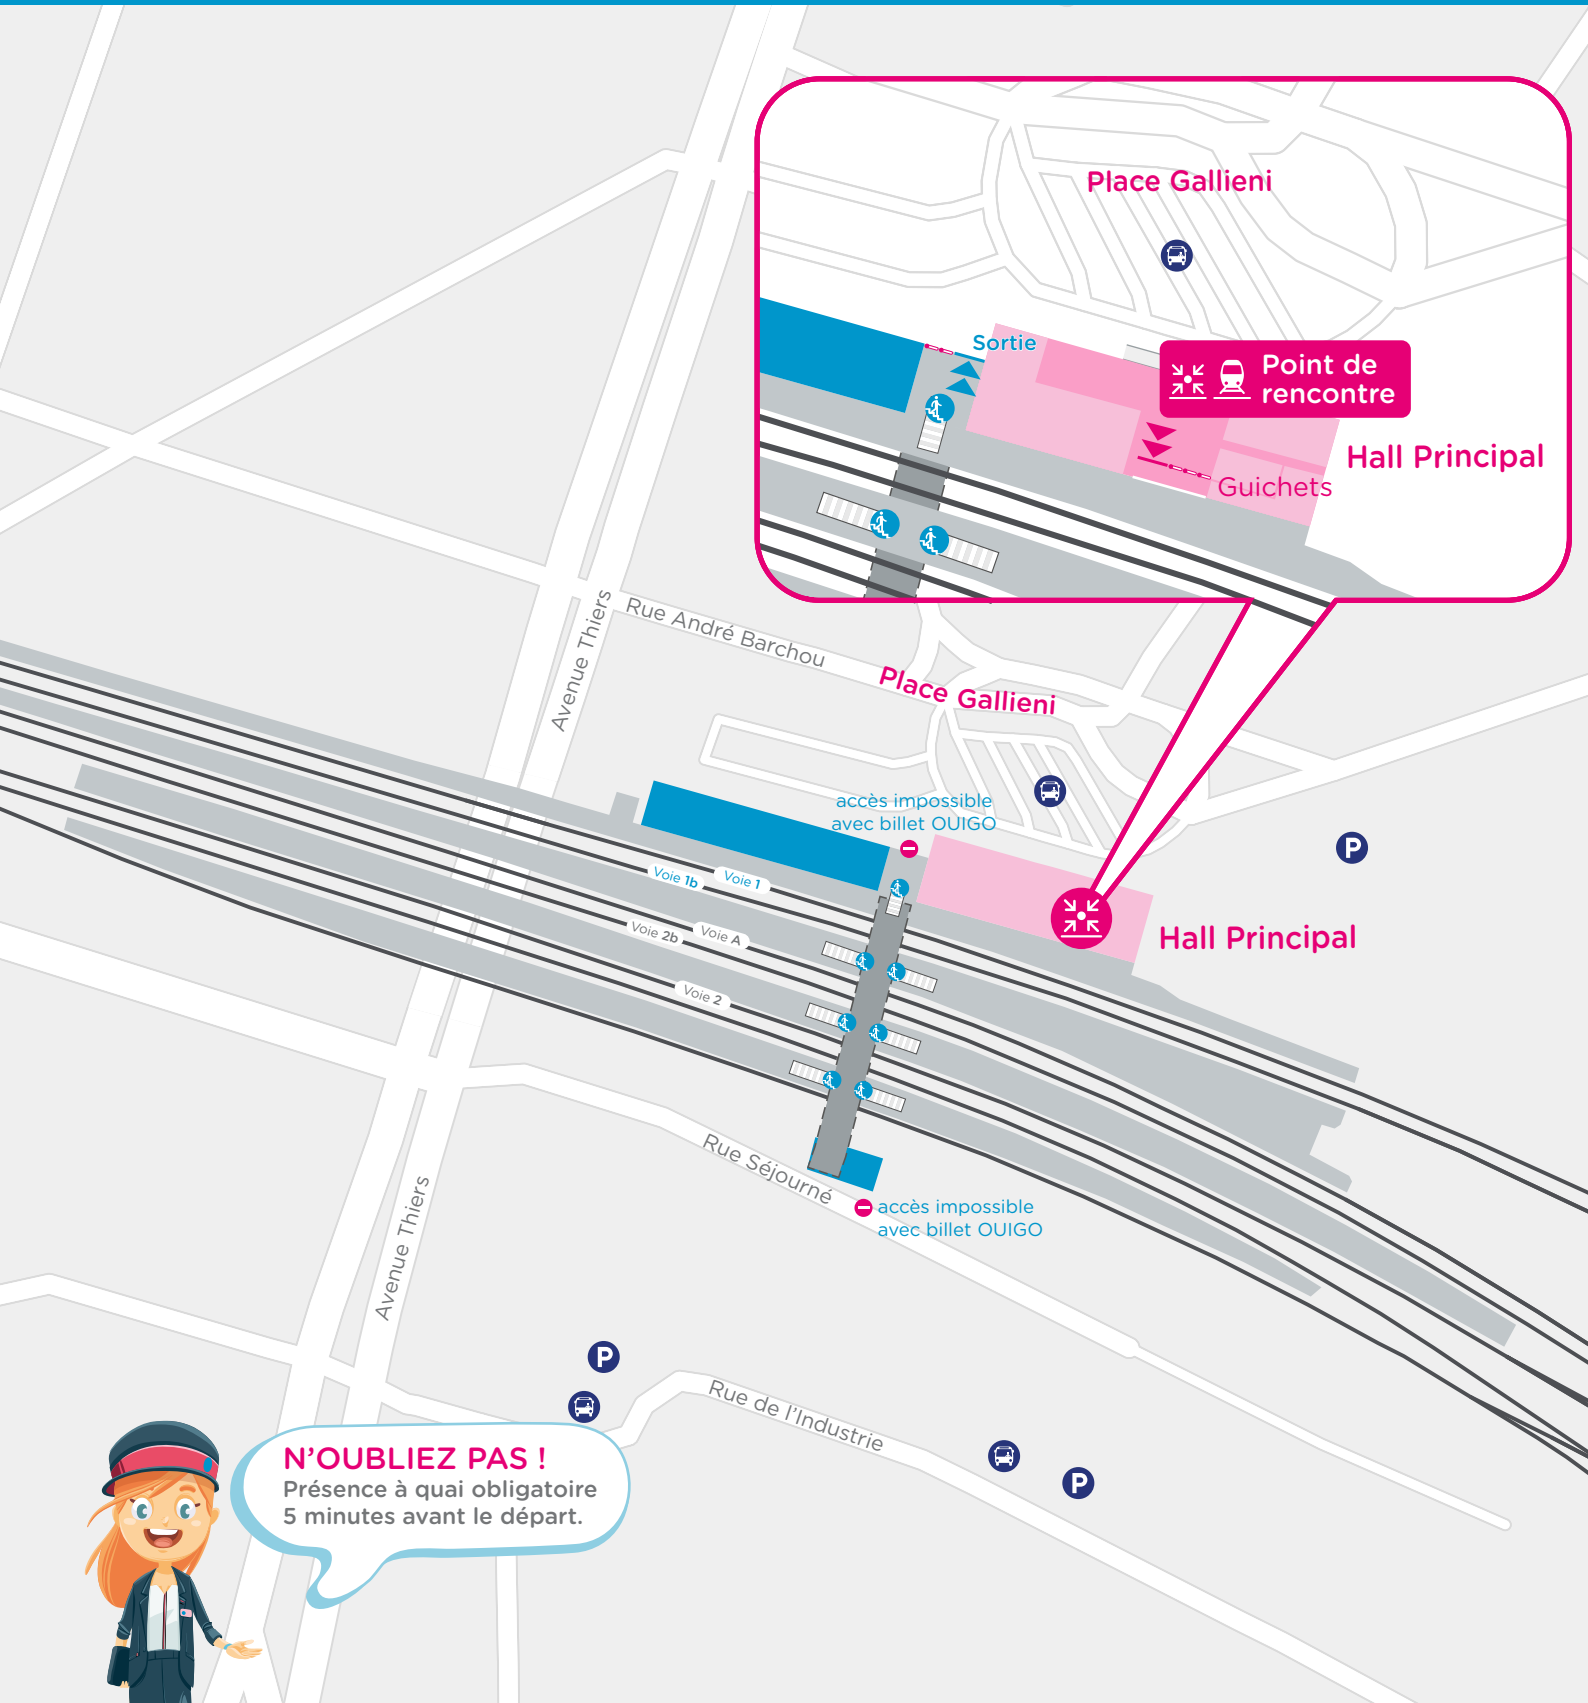 Place Gallieni
Sortie
Point de
rencontre
Hall Principal
Guichets
Rue André Barchou
Avenue Thiers
Place Gallieni
accès impossible
avec billet OUIGO
P
Voie 1b
Voie 1
Voie 2b
Voie A
Hall Principal
Voie 2
Rue Séjourné
accès impossible
avec billet OUIGO
Avenue Thiers
P
Rue de l'Industrie
P
N'OUBLIEZ PAS !
Présence à quai obligatoire
5 minutes avant le départ.